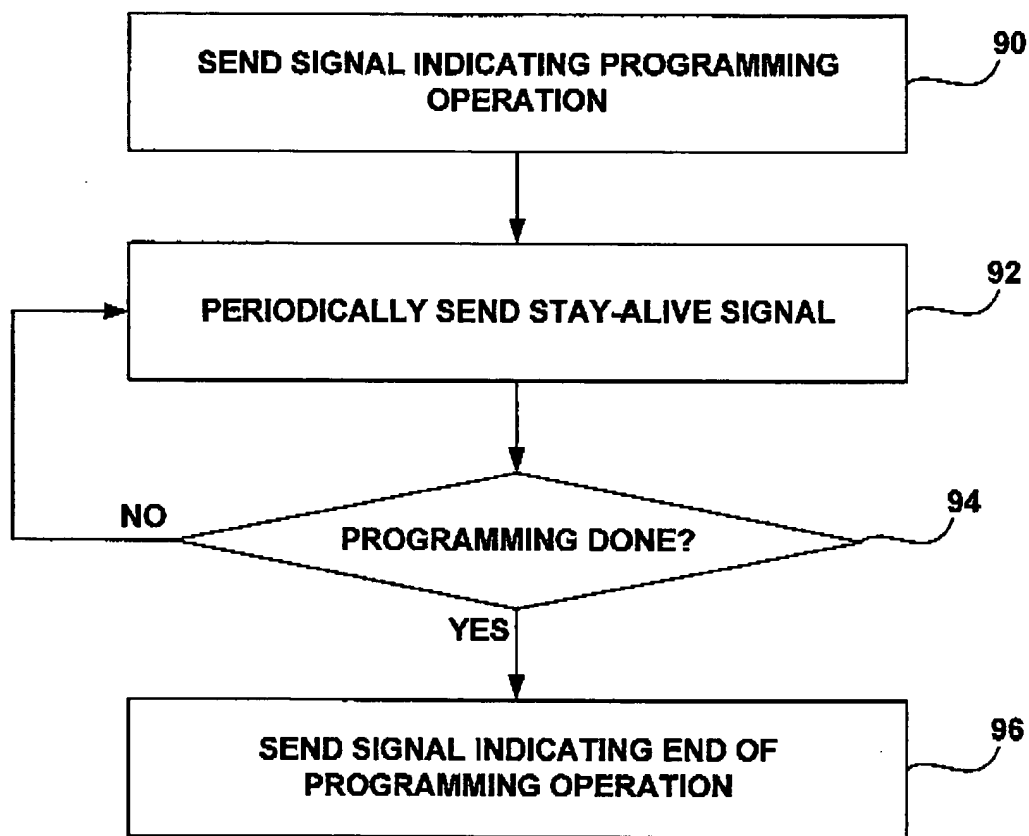 SEND SIGNAL INDICATING PROGRAMMING
OPERATION
90
PERIODICALLY SEND STAY-ALIVE SIGNAL
92
NO
PROGRAMMING DONE?
94
YES
SEND SIGNAL INDICATING END OF
PROGRAMMING OPERATION
96